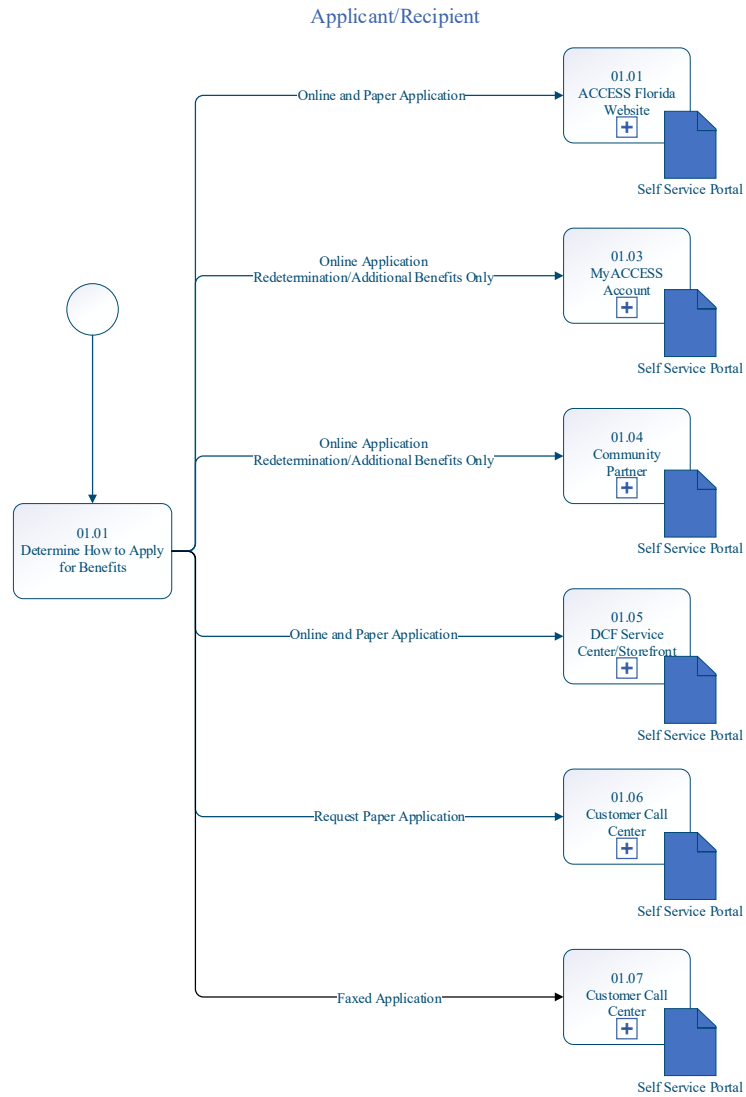 Applicant/Recipient
Online and Paper Application
01.01
ACCESS Florida
Website
Self Service Portal
Online Application
Redetermination/Additional Benefits Only
01.03
MyACCESS
Account
Self Service Portal
Online Application
Redetermination/Additional Benefits Only
01.04
Community
Partner
Self Service Portal
01.01
Determine How to Apply
for Benefits
Online and Paper Application
01.05
DCF Service
Center/Storefront
Self Service Portal
Request Paper Application
01.06
Customer Call
Center
Self Service Portal
Faxed Application
01.07
Customer Call
Center
Self Service Portal